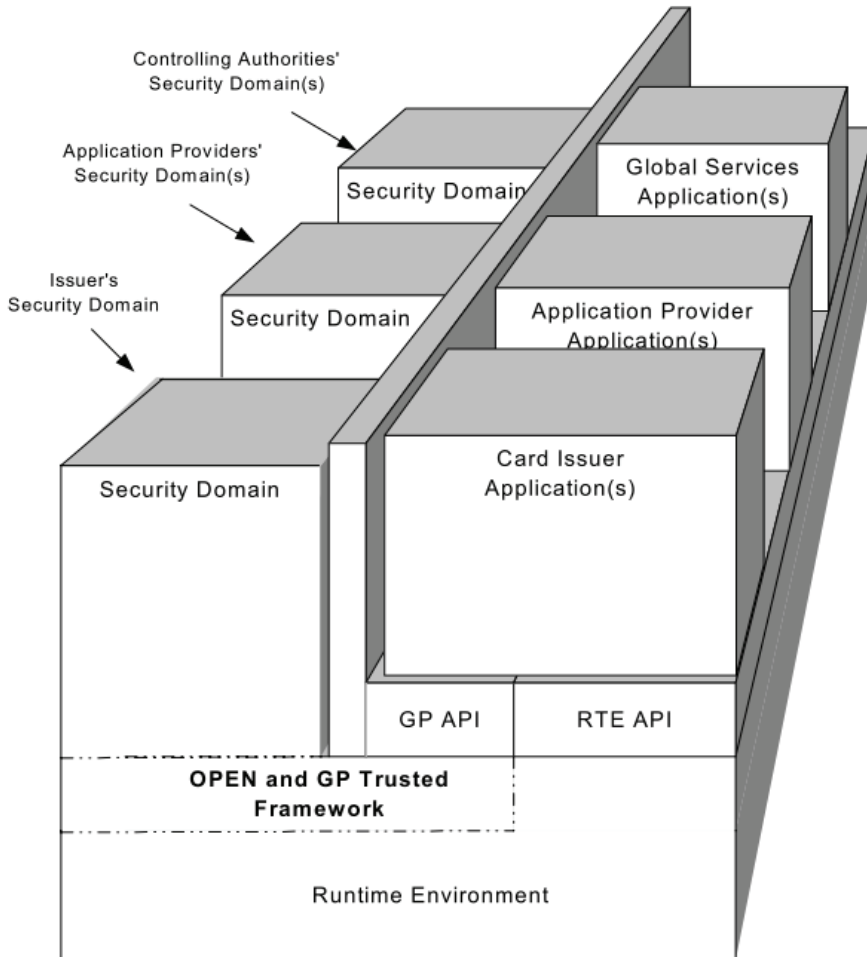 Controlling Authorities'
Security Domain(s)
Application Providers'
Security Domain(s)
Issuer's
Security Domain
Security Domain
Global Services
Application(s)
Security Domain
Application Provider
Application(s)
Security Domain
Card Issuer
Application(s)
GP API
RTE API
OPEN and GP Trusted
Framework
Runtime Environment